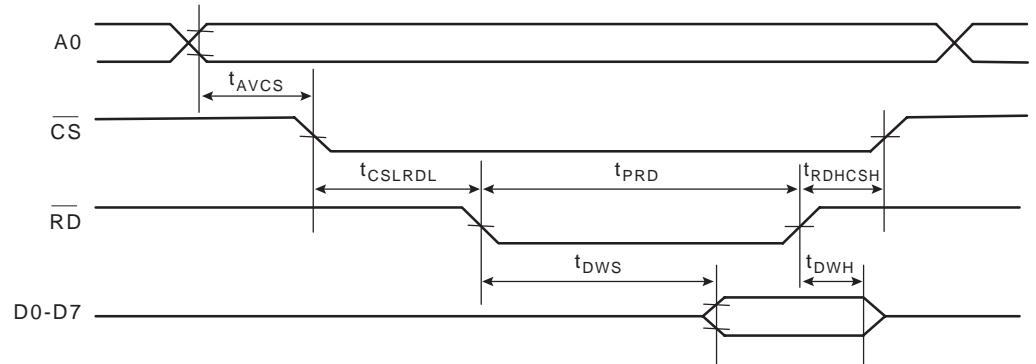 A0
tAVCS
CS
tCSLRDL tPRD tRDHCSH
RD
tDWS tDWH
D0-D7